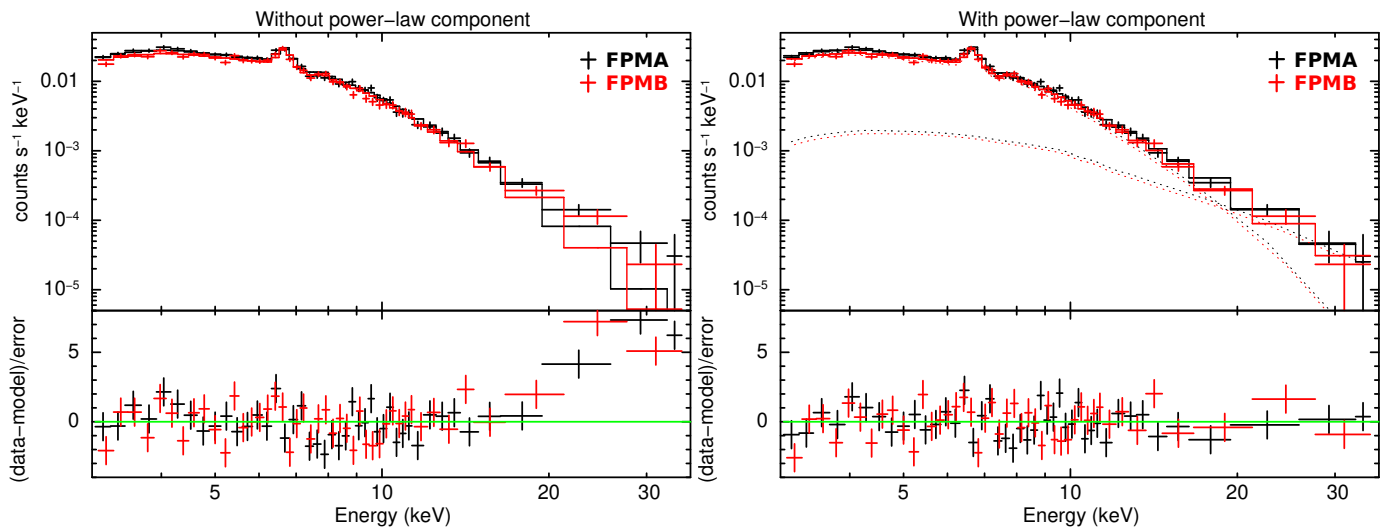 Without power−law component
counts s⁻¹ keV⁻¹
0.01
10⁻³
10⁻⁴
10⁻⁵
FPMA
FPMB
(data−model)/error
5
0
5
10
20
30
Energy (keV)
With power−law component
counts s⁻¹ keV⁻¹
0.01
10⁻³
10⁻⁴
10⁻⁵
FPMA
FPMB
(data−model)/error
5
0
5
10
20
30
Energy (keV)